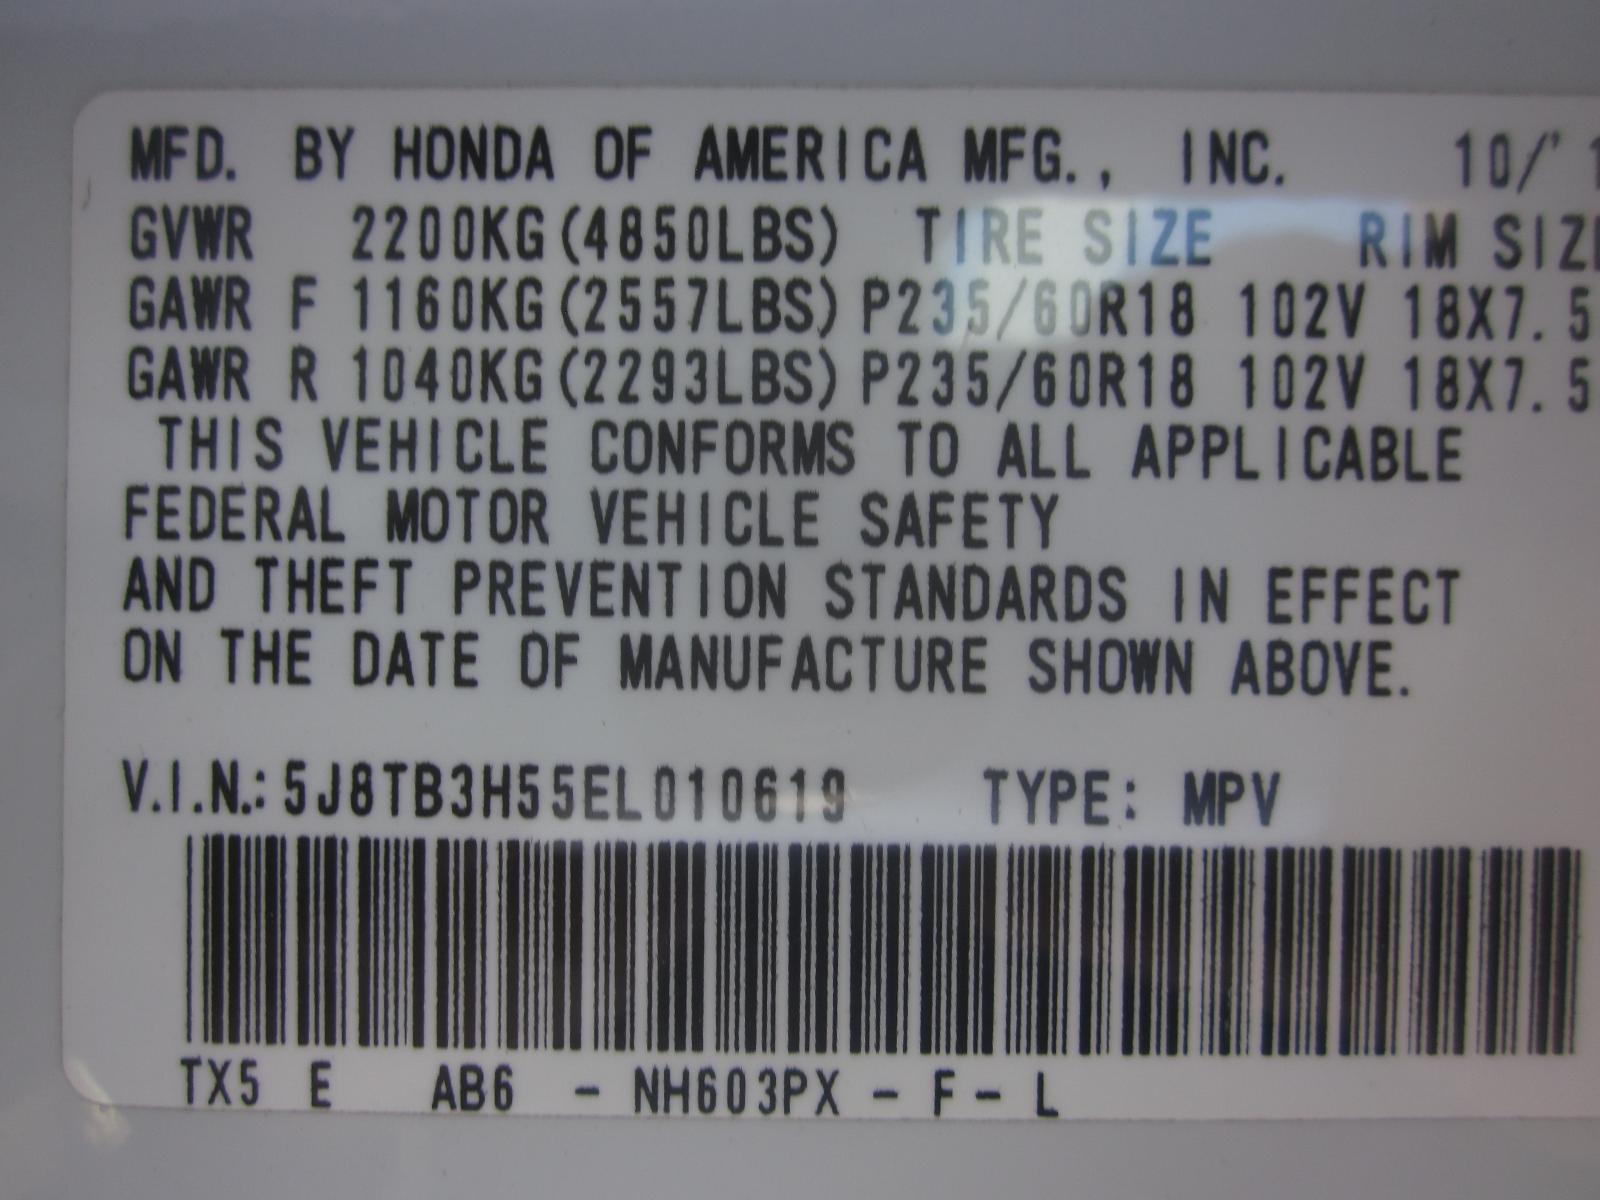 MFD. BY HONDA OF AMERICA MFG., INC. 10/'1
GVWR 2200KG(4850LBS) TIRE SIZE RIM SIZE
GAWR F 1160KG(2557LBS) P235/60R18 102V 18X7.5
GAWR R 1040KG(2293LBS) P235/60R18 102V 18X7.5
THIS VEHICLE CONFORMS TO ALL APPLICABLE
FEDERAL MOTOR VEHICLE SAFETY
AND THEFT PREVENTION STANDARDS IN EFFECT
ON THE DATE OF MANUFACTURE SHOWN ABOVE.
V.I.N.: 5J8TB3H55EL010619 TYPE: MPV
TX5 E AB6 - NH603PX - F - L